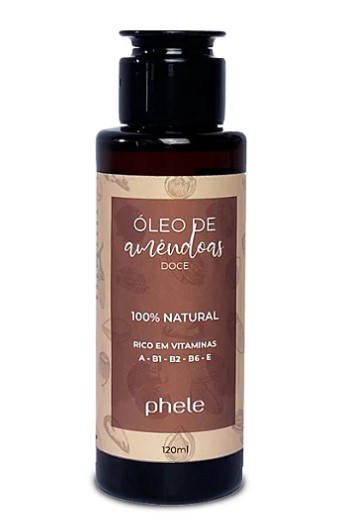 ÓLEO DE
amêndoas
DOCE
100% NATURAL
RICO EM VITAMINAS
A - B1 - B2 - B6 - E
phele
120ml